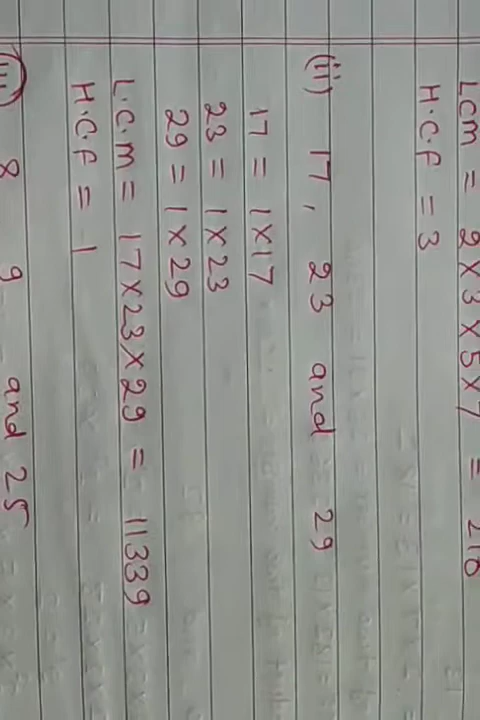 LCM = 2×3×5×7 = 210
H.C.F = 3
(ii) 17, 23 and 29
17 = 1×17
23 = 1×23
29 = 1×29
L.C.M = 17×23×29 = 11339
H.C.F = 1
(iii) 8 9 and 25